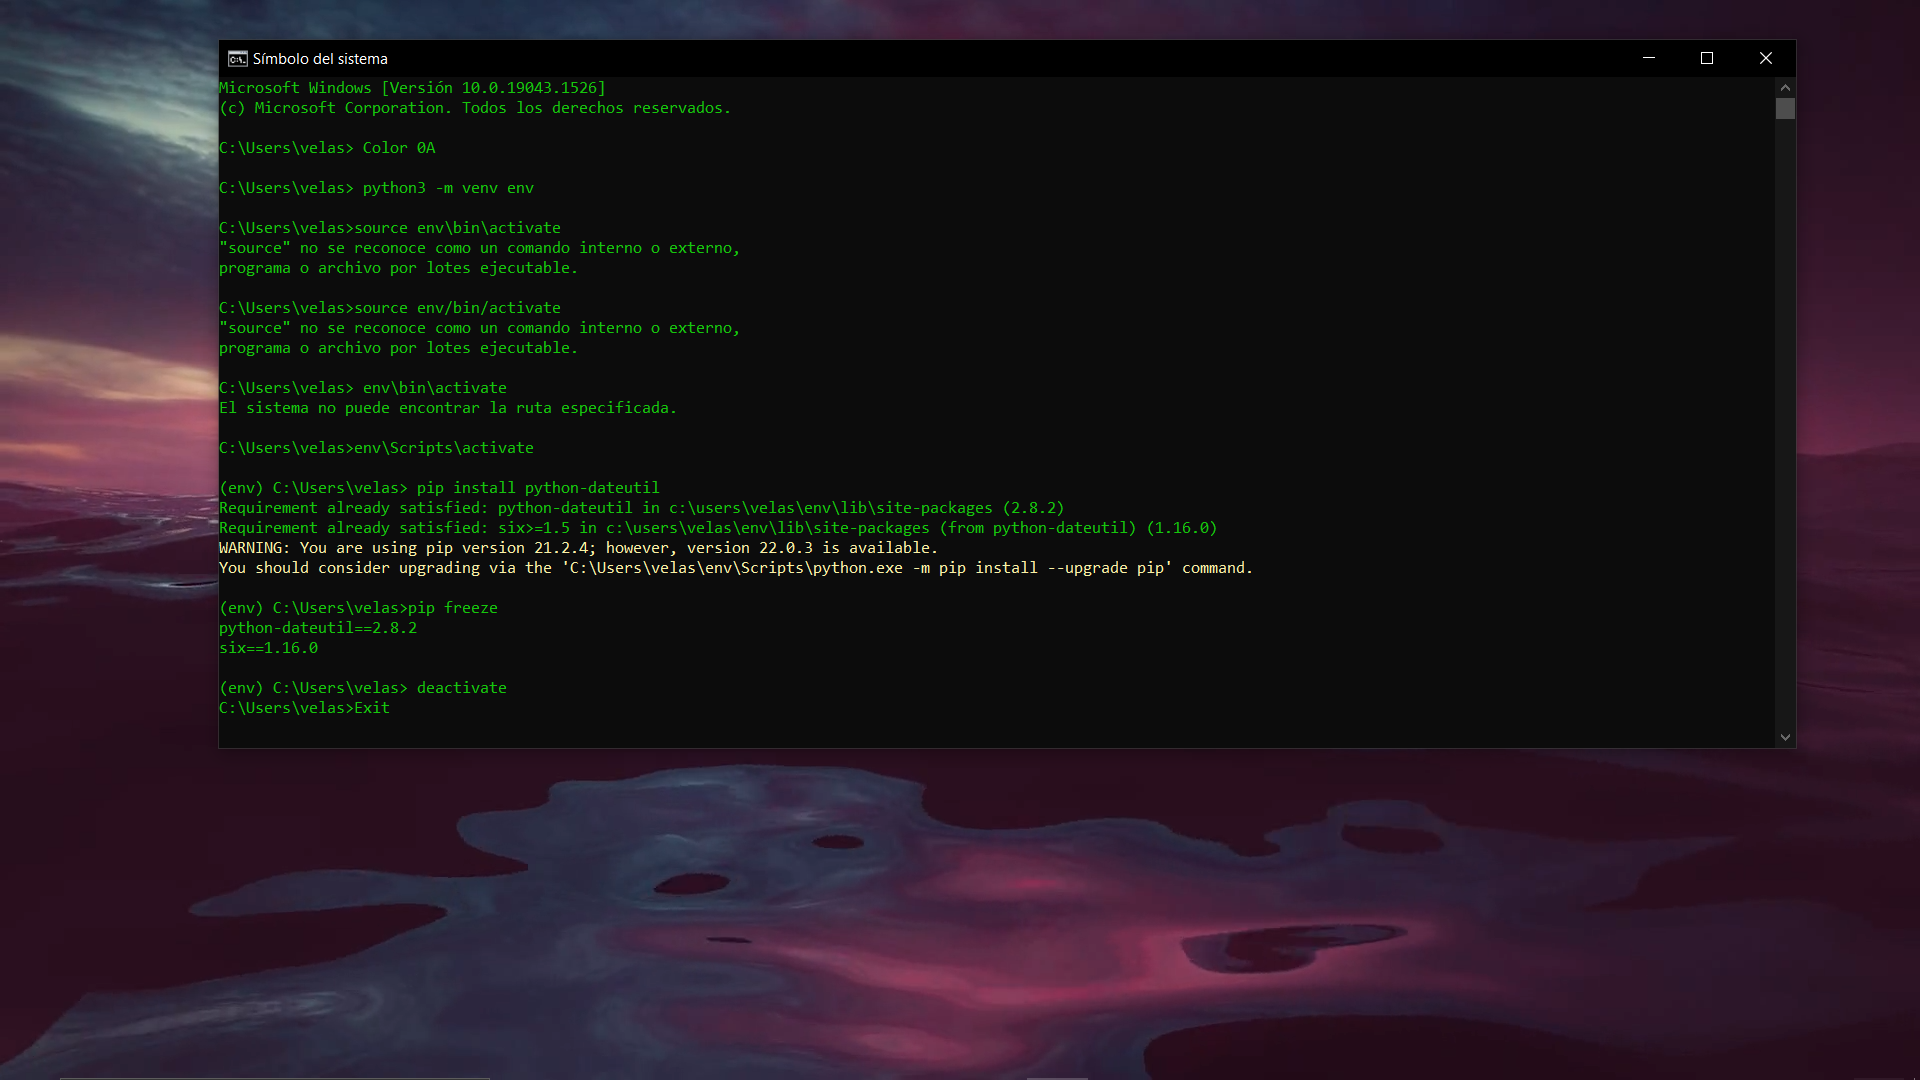 Símbolo del sistema
Microsoft Windows [Versión 10.0.19043.1526]
(c) Microsoft Corporation. Todos los derechos reservados.
C:\Users\velas> Color 0A
C:\Users\velas> python3 -m venv env
C:\Users\velas>source env\bin\activate
"source" no se reconoce como un comando interno o externo,
programa o archivo por lotes ejecutable.
C:\Users\velas>source env/bin/activate
"source" no se reconoce como un comando interno o externo,
programa o archivo por lotes ejecutable.
C:\Users\velas> env\bin\activate
El sistema no puede encontrar la ruta especificada.
C:\Users\velas>env\Scripts\activate
(env) C:\Users\velas> pip install python-dateutil
Requirement already satisfied: python-dateutil in c:\users\velas\env\lib\site-packages (2.8.2)
Requirement already satisfied: six>=1.5 in c:\users\velas\env\lib\site-packages (from python-dateutil) (1.16.0)
WARNING: You are using pip version 21.2.4; however, version 22.0.3 is available.
You should consider upgrading via the 'C:\Users\velas\env\Scripts\python.exe -m pip install --upgrade pip' command.
(env) C:\Users\velas>pip freeze
python-dateutil==2.8.2
six==1.16.0
(env) C:\Users\velas> deactivate
C:\Users\velas>Exit